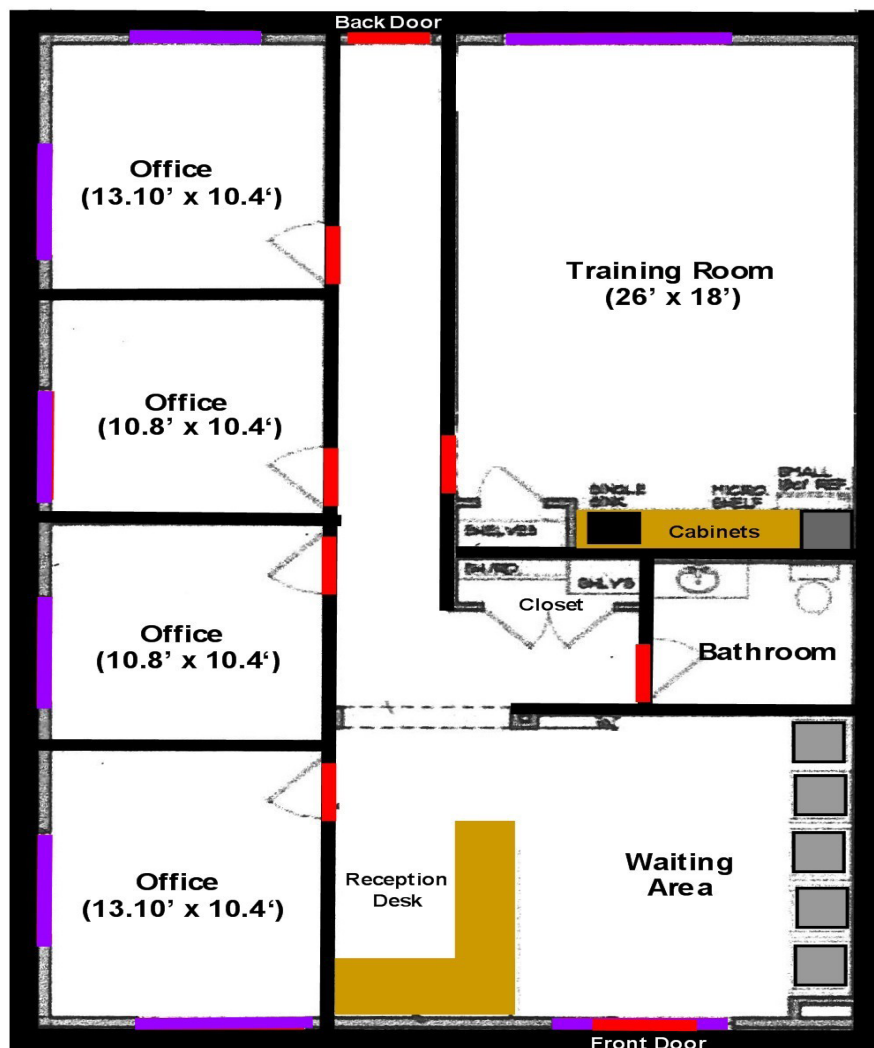 Back Door
Office
(13.10’ x 10.4‘)
Training Room
(26’ x 18’)
Office
(10.8’ x 10.4‘)
SINGLE
SINK
MICRO.
SHELF
SMALL
REF.
SHELVES
Cabinets
Closet
Office
(10.8’ x 10.4‘)
Bathroom
Office
(13.10’ x 10.4‘)
Reception
Desk
Waiting
Area
Front Door